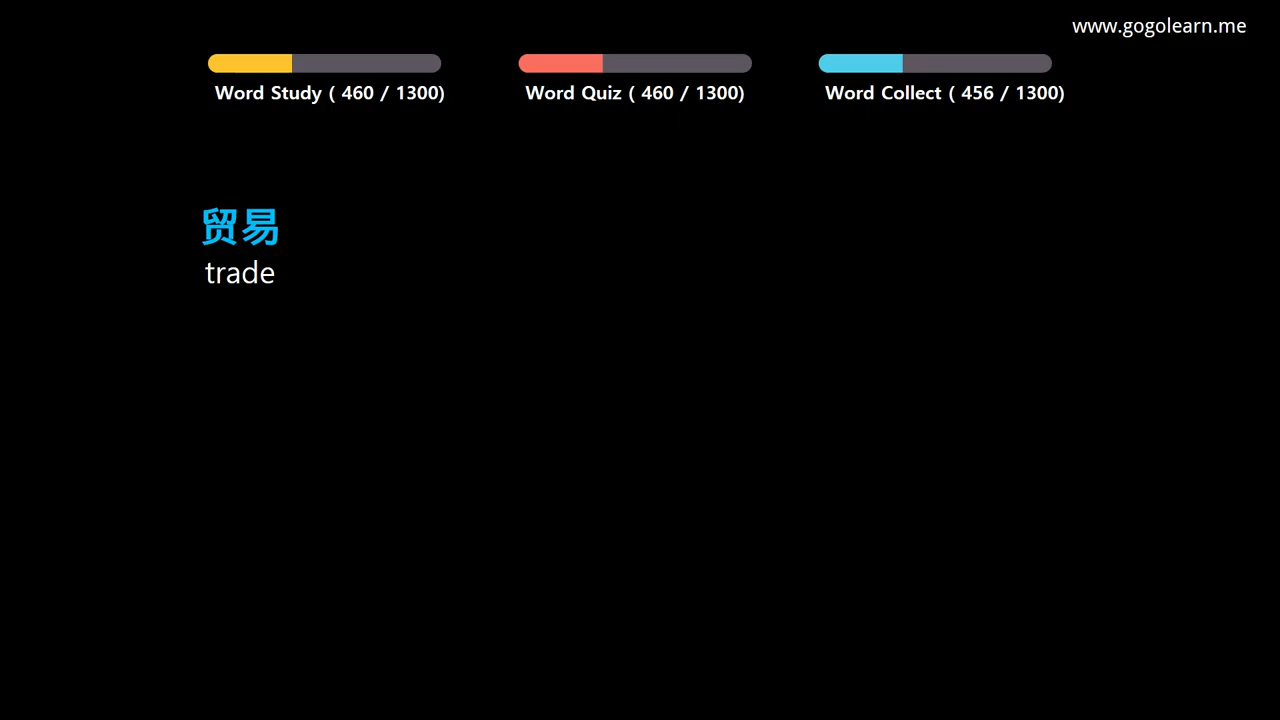 www.gogolearn.me
Word Study ( 460 / 1300)
Word Quiz ( 460 / 1300)
Word Collect ( 456 / 1300)
贸易
trade